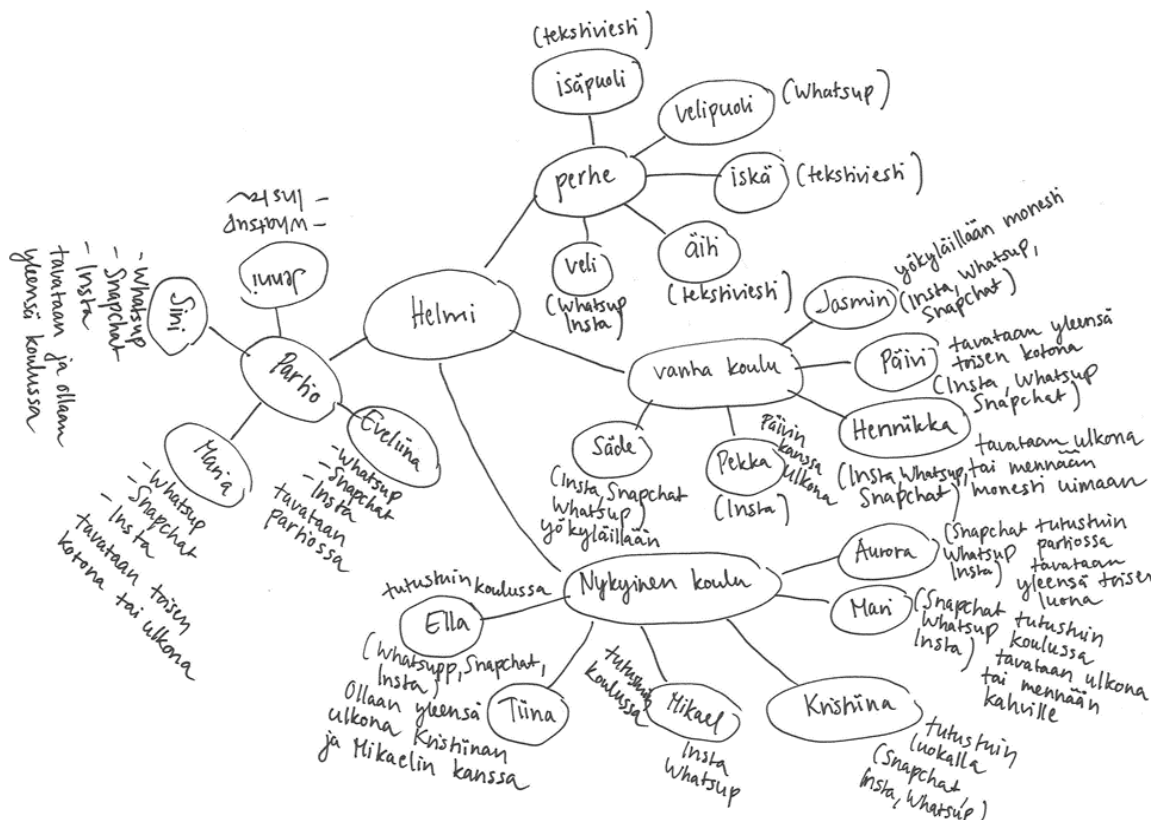 (tekstiviesti)
isäpuoli
velipuoli
(Whatsup)
perhe
iskä
(tekstiviesti)
äiti
(tekstiviesti)
veli
(Whatsup
Insta)
Helmi
Jenni
- Whatsup
- Insta
Sini
- Whatsup
- Snapchat
- Insta
tavataan ja ollaan
yleensä koulussa
Partio
Maria
- Whatsup
- Snapchat
- Insta
tavataan toisen
kotona tai ulkona
Eveliina
- Whatsup
- Snapchat
- Insta
tavataan
partiossa
vanha koulu
Jasmin
yökyläillään monesti
(Insta, Whatsup,
Snapchat)
Päivi
tavataan yleensä
toisen kotona
(Insta, Whatsup
Snapchat)
Henriikka
(Insta, Whatsup,
Snapchat)
tavataan ulkona
tai mennään
monesti uimaan
Pekka
Päivin
kanssa
ulkona
(Insta)
Säde
(Insta, Snapchat
Whatsup)
yökyläillään
Nykyinen koulu
Aurora
(Snapchat
Whatsup
Insta)
tutustuin
partiossa
tavataan
yleensä toisen
luona
Mari
(Snapchat
Whatsup
Insta)
tutustuin
koulussa
tavataan ulkona
tai mennään
kahville
Kristiina
tutustuin
luokalla
(Snapchat
Insta, Whatsup)
Mikael
tutustuin
koulussa
Insta
Whatsup
Tiina
tutustuin koulussa
Ella
(Whatsupp, Snapchat,
Insta)
Ollaan yleensä
ulkona Kristiinan
ja Mikaelin kanssa